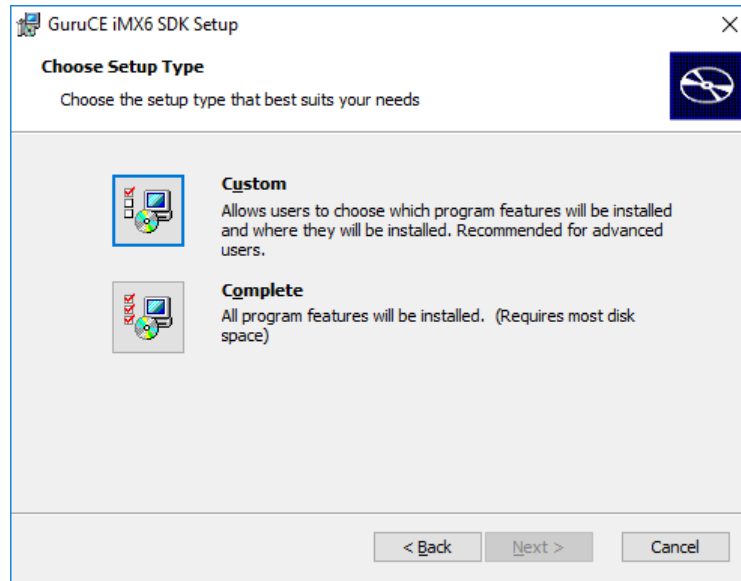 GuruCE iMX6 SDK Setup
Choose Setup Type
Choose the setup type that best suits your needs
Custom
Allows users to choose which program features will be installed
and where they will be installed. Recommended for advanced
users.
Complete
All program features will be installed.  (Requires most disk
space)
< Back
Next >
Cancel